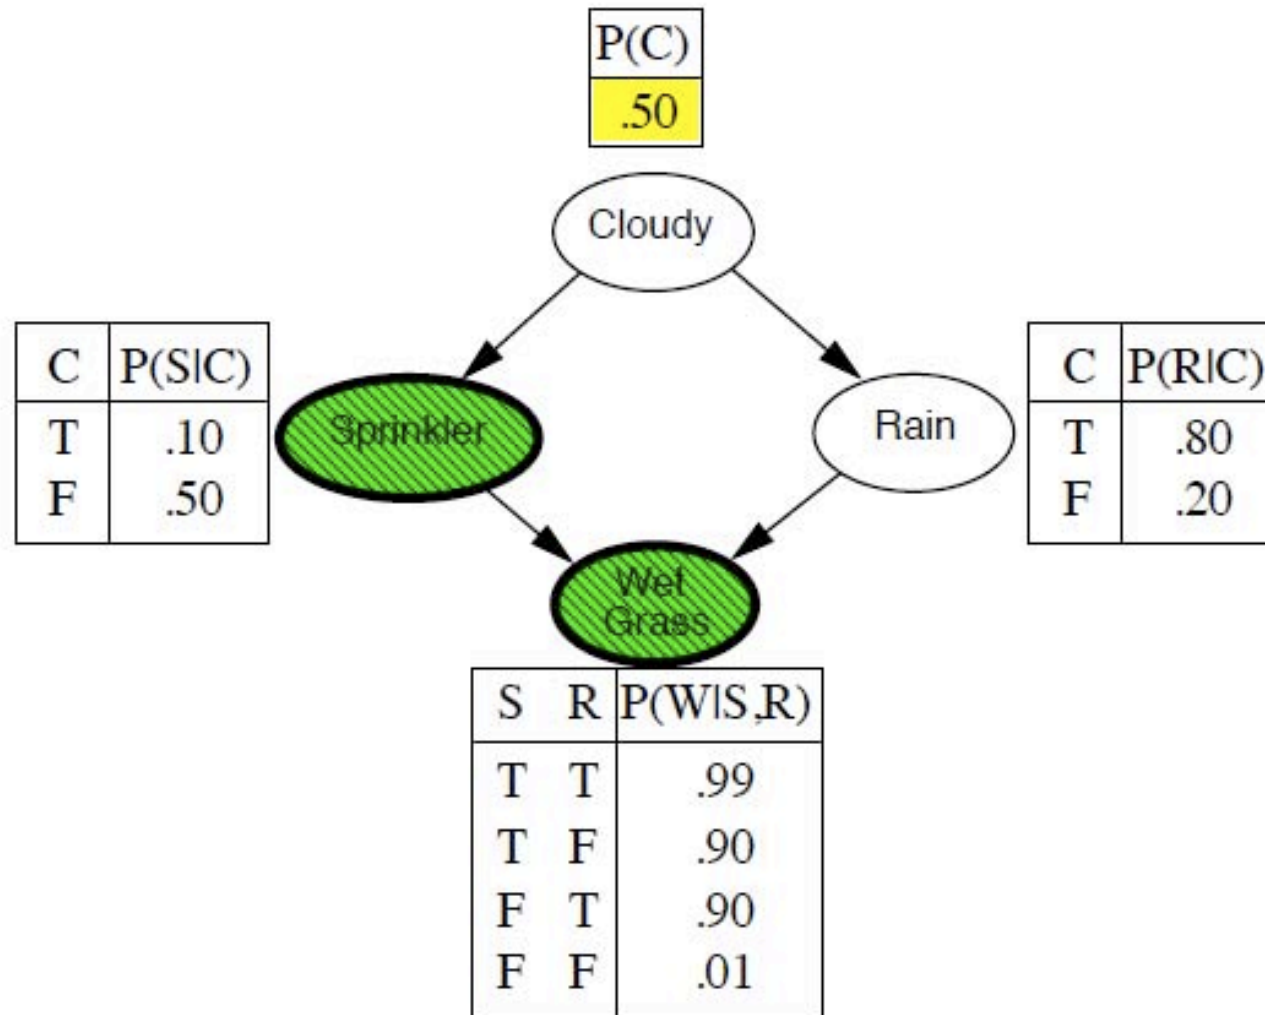 P(C)
.50
Cloudy
C P(S|C)
T .10
F .50
Sprinkler
Rain
C P(R|C)
T .80
F .20
Wet
Grass
S R P(W|S,R)
T T .99
T F .90
F T .90
F F .01